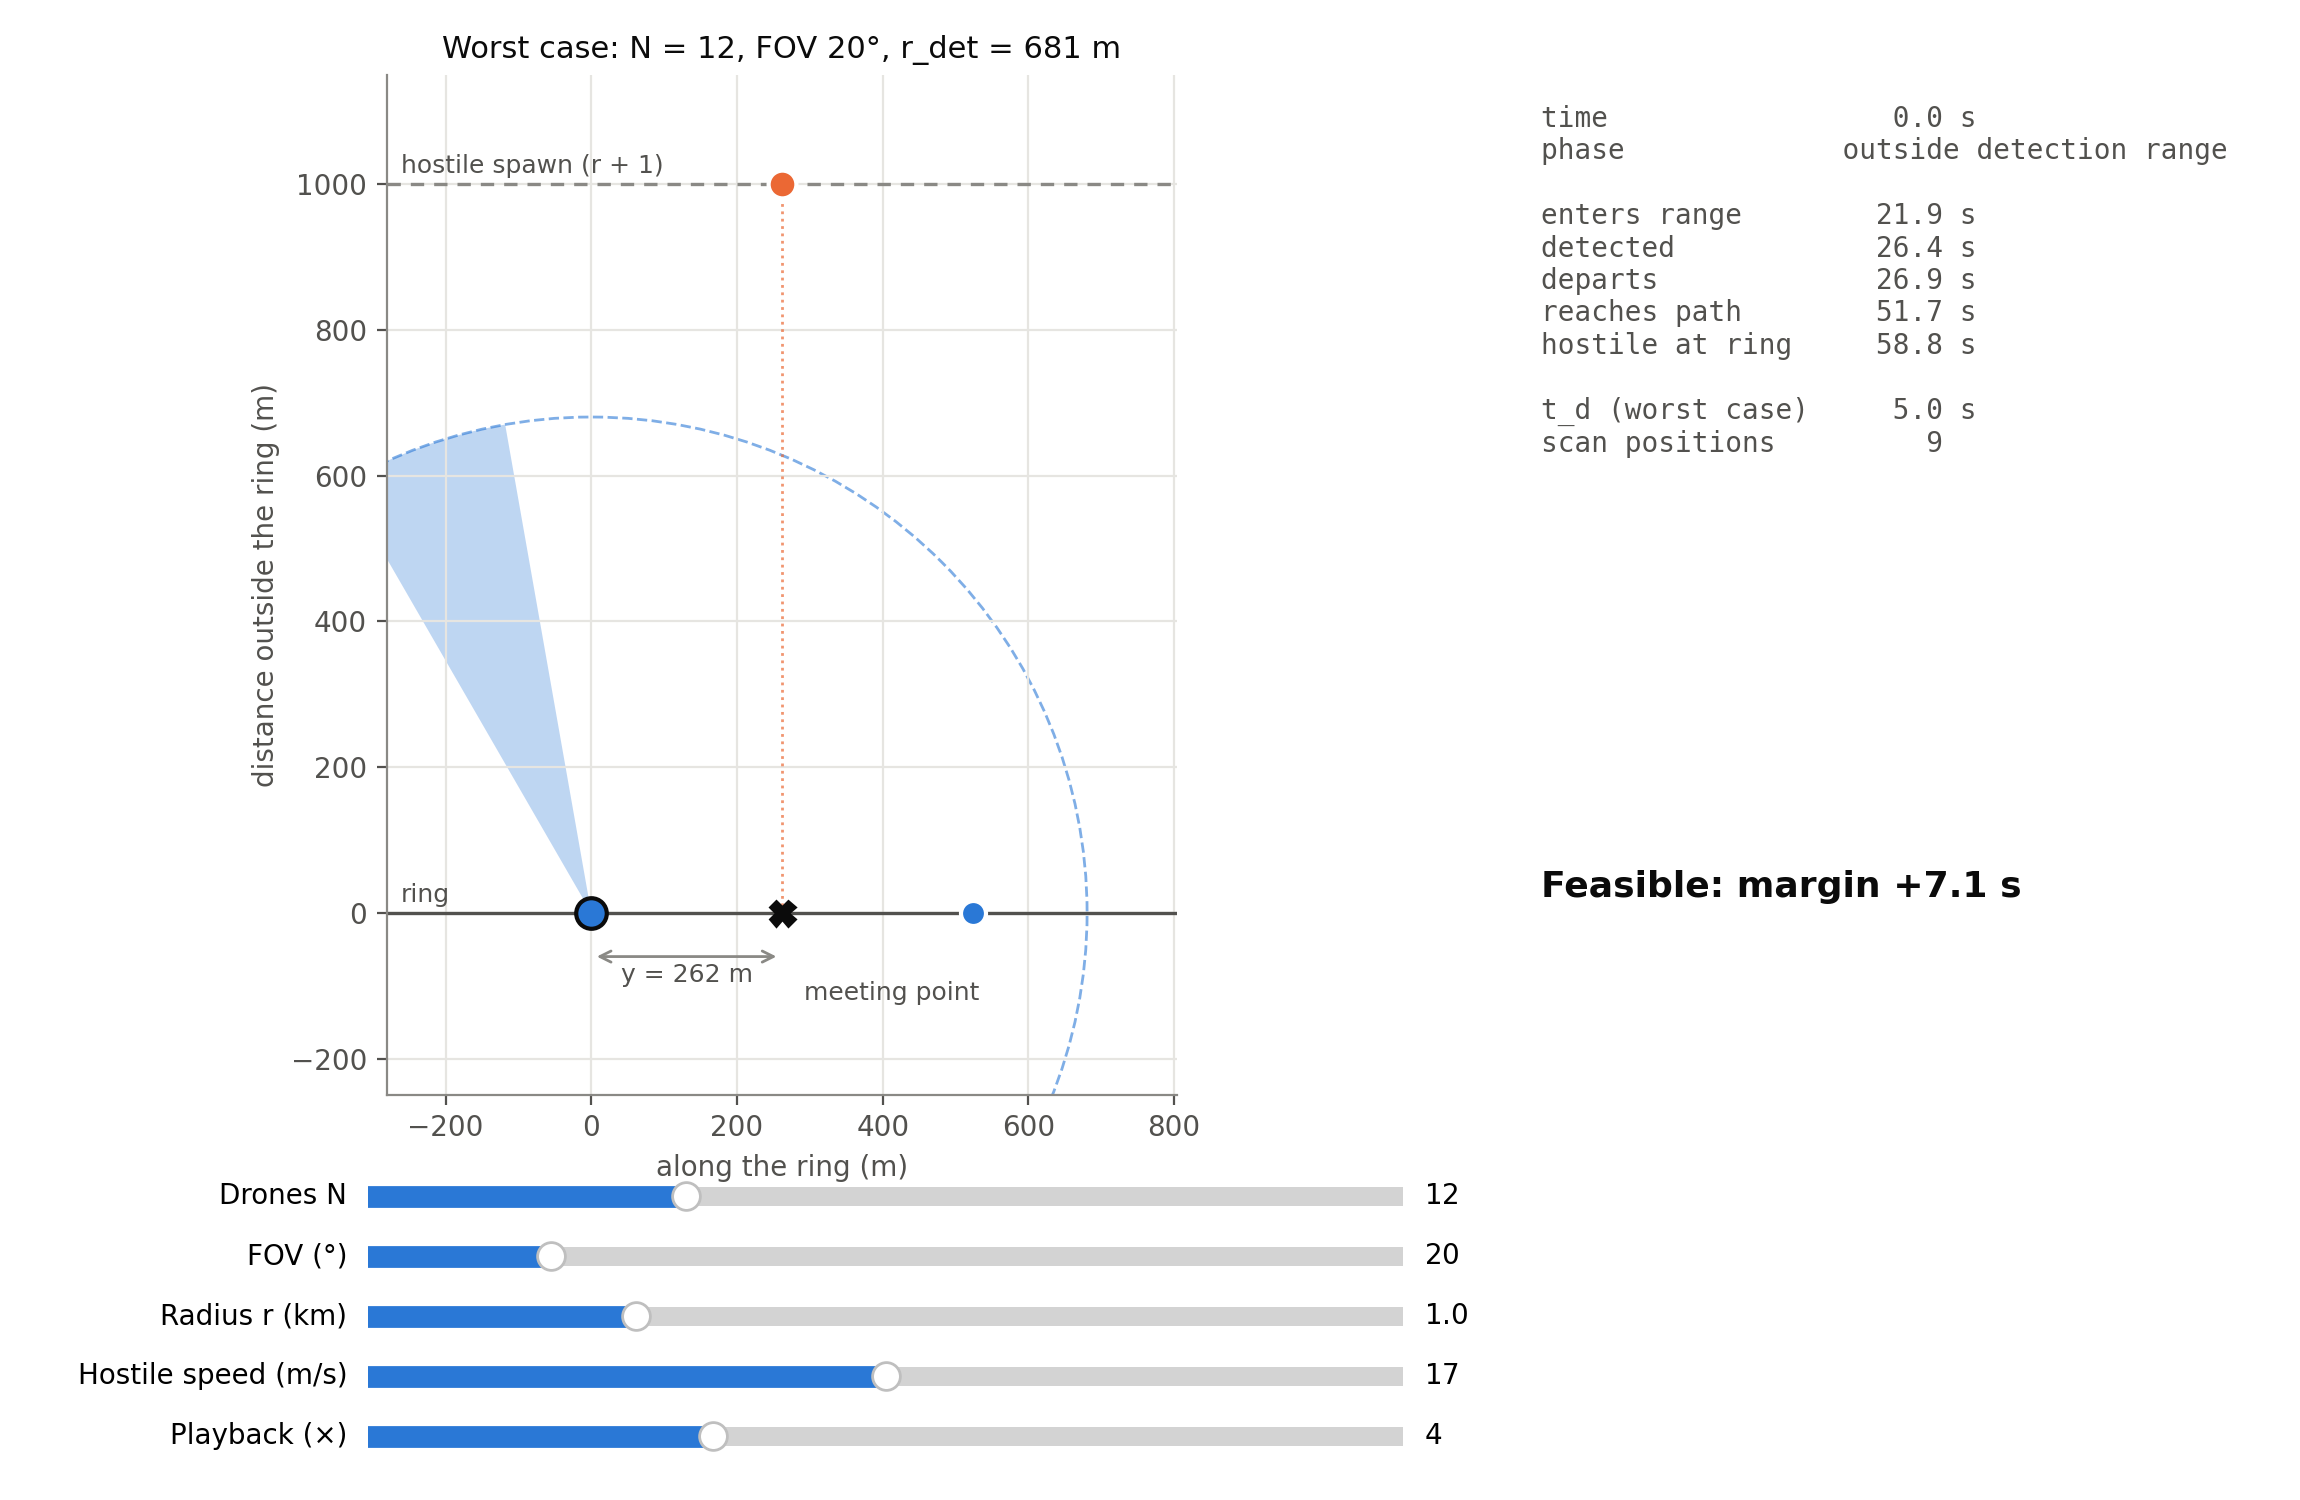 Worst case: N = 12, FOV 20°, r_det = 681 m
hostile spawn (r + 1)
1000
800
600
400
200
0
−200
distance outside the ring (m)
ring
y = 262 m
meeting point
−200 0 200 400 600 800
along the ring (m)
time 0.0 s
phase outside detection range
enters range 21.9 s
detected 26.4 s
departs 26.9 s
reaches path 51.7 s
hostile at ring 58.8 s
t_d (worst case) 5.0 s
scan positions 9
Feasible: margin +7.1 s
Drones N 12
FOV (°) 20
Radius r (km) 1.0
Hostile speed (m/s) 17
Playback (×) 4